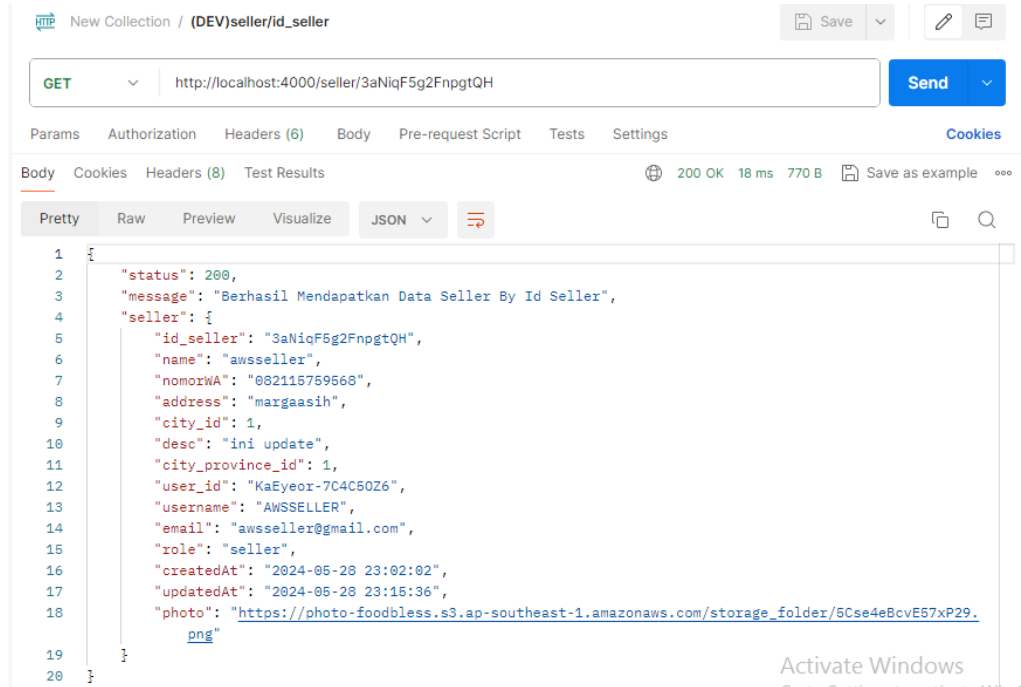 HTTP New Collection / (DEV)seller/id_seller
Save
GET http://localhost:4000/seller/3aNiqF5g2FnpgtQH Send
Params Authorization Headers (6) Body Pre-request Script Tests Settings Cookies
Body Cookies Headers (8) Test Results 200 OK 18 ms 770 B Save as example
Pretty Raw Preview Visualize JSON
1 {
2 "status": 200,
3 "message": "Berhasil Mendapatkan Data Seller By Id Seller",
4 "seller": {
5 "id_seller": "3aNiqF5g2FnpgtQH",
6 "name": "awsseller",
7 "nomorWA": "082115759568",
8 "address": "margaasih",
9 "city_id": 1,
10 "desc": "ini update",
11 "city_province_id": 1,
12 "user_id": "KaEyeor-7C4C5OZ6",
13 "username": "AWSSELLER",
14 "email": "awsseller@gmail.com",
15 "role": "seller",
16 "createdAt": "2024-05-28 23:02:02",
17 "updatedAt": "2024-05-28 23:15:36",
18 "photo": "https://photo-foodbless.s3.ap-southeast-1.amazonaws.com/storage_folder/5Cse4eBcvE57xP29.
png"
19 }
20 }
Activate Windows